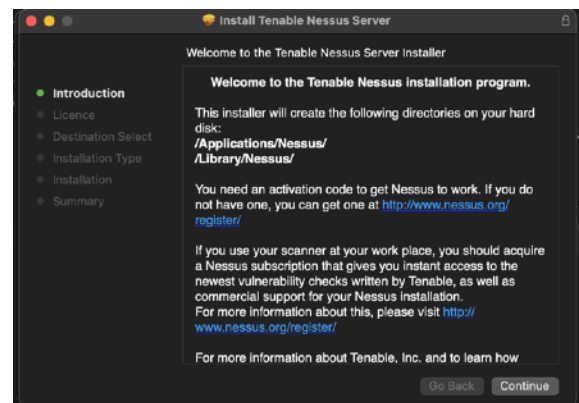 Install Tenable Nessus Server
Welcome to the Tenable Nessus Server Installer
Introduction
Licence
Destination Select
Installation Type
Installation
Summary
Welcome to the Tenable Nessus installation program.
This installer will create the following directories on your hard
disk:
/Applications/Nessus/
/Library/Nessus/
You need an activation code to get Nessus to work. If you do
not have one, you can get one at http://www.nessus.org/
register/
If you use your scanner at your work place, you should acquire
a Nessus subscription that gives you instant access to the
newest vulnerability checks written by Tenable, as well as
commercial support for your Nessus installation.
For more information about this, please visit http://
www.nessus.org/register/
For more information about Tenable, Inc. and to learn how
Go Back
Continue